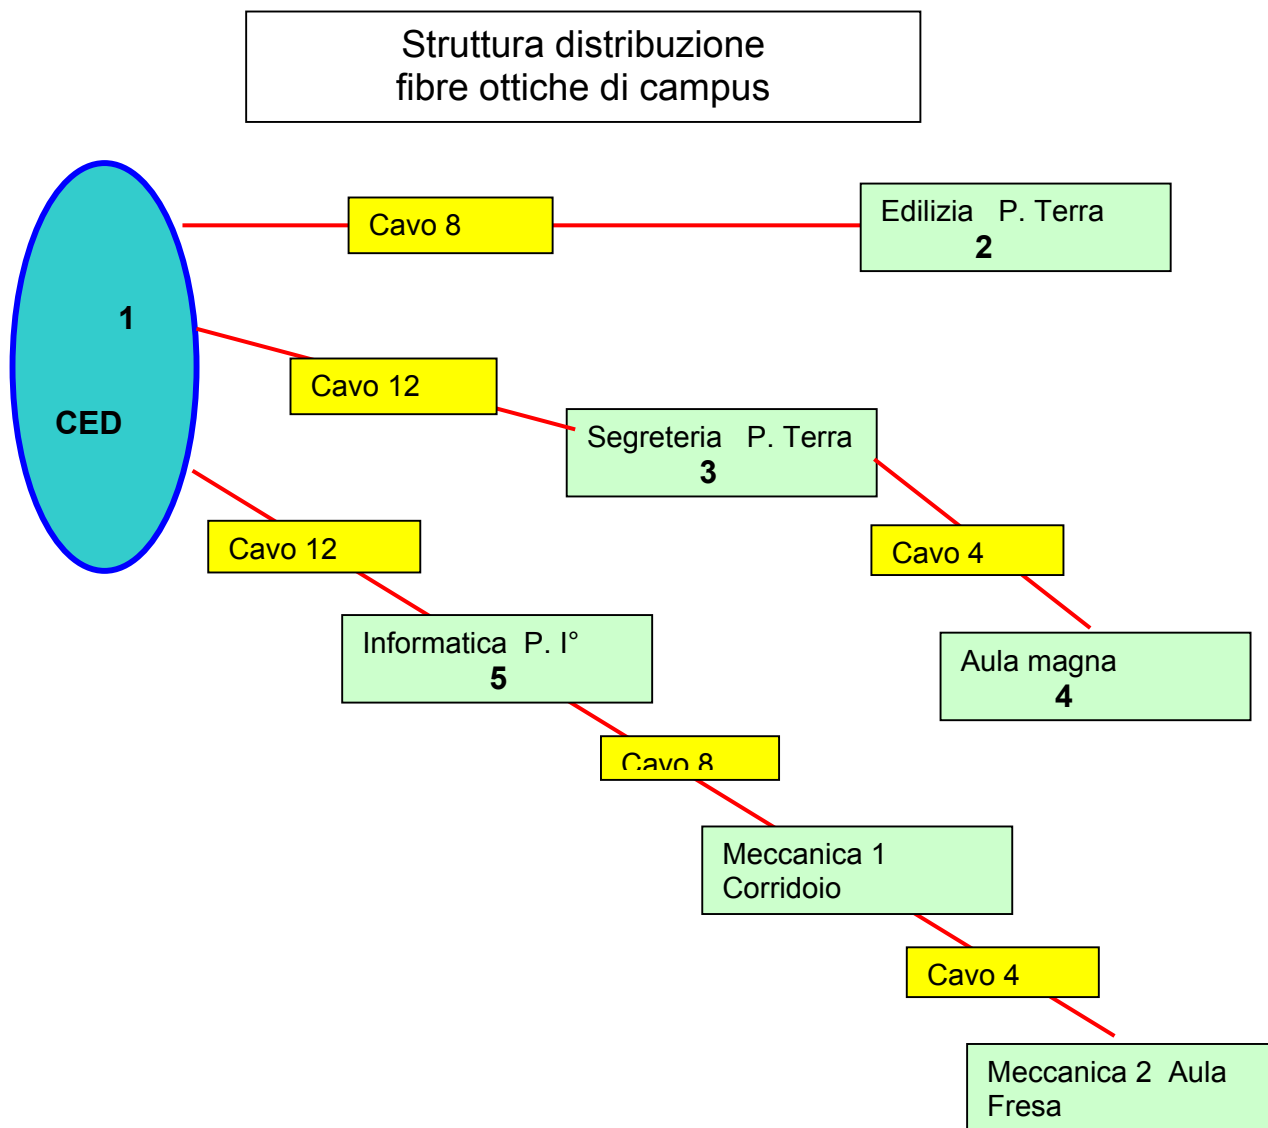 Struttura distribuzione
fibre ottiche di campus
Cavo 8
Edilizia P. Terra
2
1
CED
Cavo 12
Segreteria P. Terra
3
Cavo 12
Cavo 4
Informatica P. I°
5
Aula magna
4
Cavo 8
Meccanica 1
Corridoio
Cavo 4
Meccanica 2 Aula
Fresa